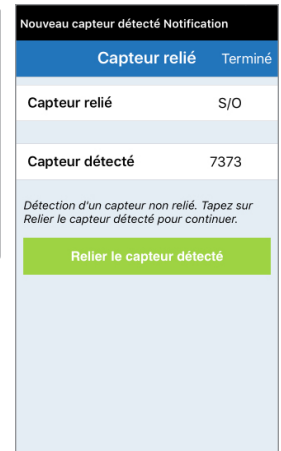 Nouveau capteur détecté Notification
Capteur relié Terminé
Capteur relié S/O
Capteur détecté 7373
Détection d'un capteur non relié. Tapez sur
Relier le capteur détecté pour continuer.
Relier le capteur détecté